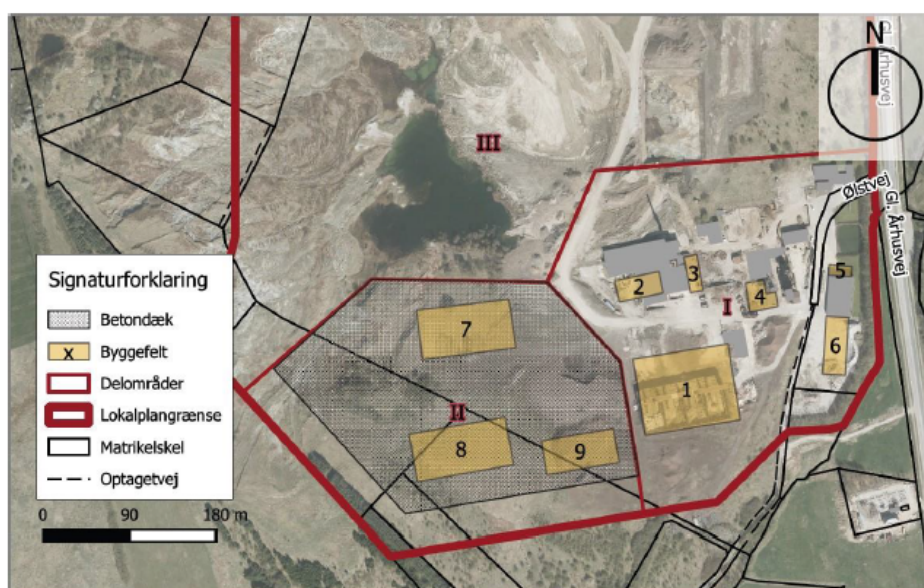 N
Gl. Århusvej
III
Ølstvej
Gl. Århusvej
Signaturforklaring
Betondæk
x Byggefelt
Delområder
Lokalplangrænse
Matrikelskel
Optagetvej
0 90 180 m
5
3
2
4
I
7
6
1
II
8
9